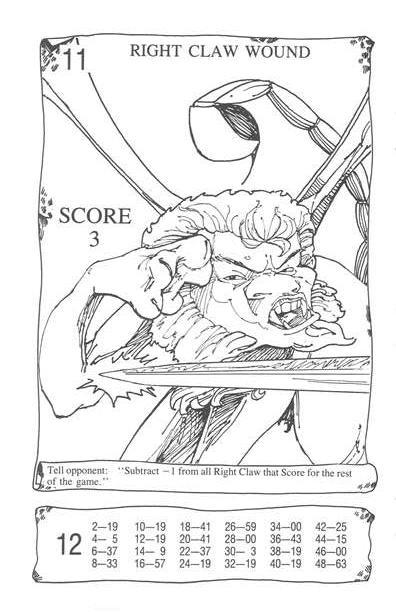 11
RIGHT CLAW WOUND
SCORE
3
Tell opponent: "Subtract −1 from all Right Claw that Score for the rest
of the game."
12
2—19 10—19 18—41 26—59 34—00 42—25
4— 5 12—19 20—41 28—00 36—43 44—15
6—37 14— 9 22—37 30— 3 38—19 46—00
8—33 16—57 24—19 32—19 40—19 48—63